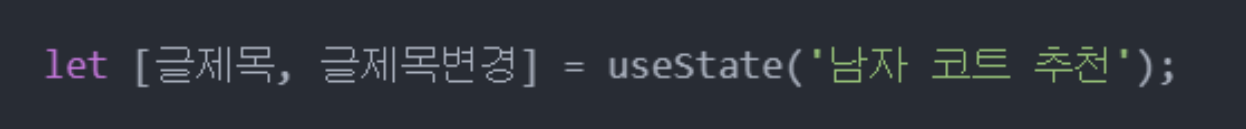 let [글제목, 글제목변경] = useState('남자 코트 추천');